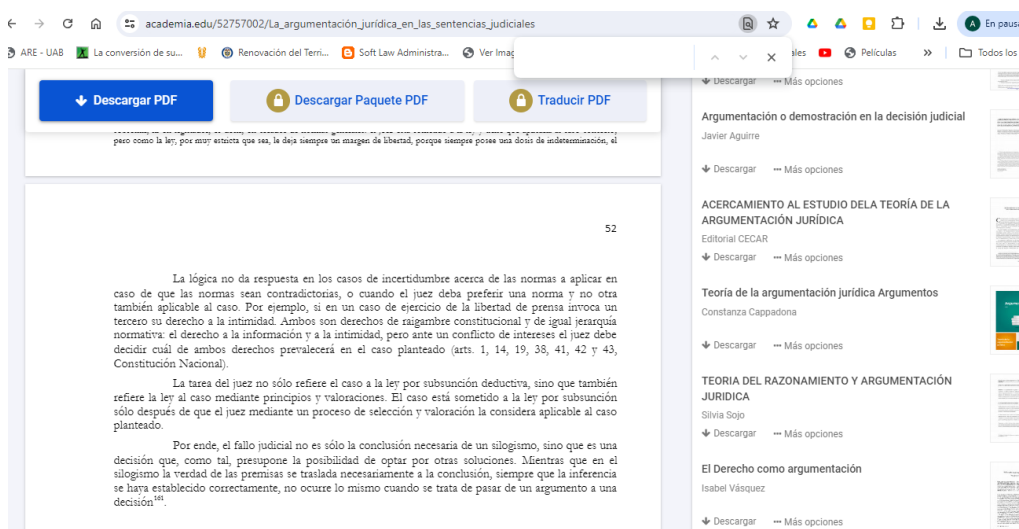 academia.edu/52757002/La_argumentación_jurídica_en_las_sentencias_judiciales
En pausa
ARE - UAB
La conversión de su...
Renovación del Terri...
Soft Law Administra...
Ver Imag
ales
Películas
»
Todos los
Descargar PDF
Descargar Paquete PDF
Traducir PDF
pero como la ley, por muy estricta que sea, le deja siempre un margen de libertad, porque siempre posee una dosis de indeterminación, el
52
La lógica no da respuesta en los casos de incertidumbre acerca de las normas a aplicar en
caso de que las normas sean contradictorias, o cuando el juez deba preferir una norma y no otra
también aplicable al caso. Por ejemplo, si en un caso de ejercicio de la libertad de prensa invoca un
tercero su derecho a la intimidad. Ambos son derechos de raigambre constitucional y de igual jerarquía
normativa: el derecho a la información y a la intimidad, pero ante un conflicto de intereses el juez debe
decidir cuál de ambos derechos prevalecerá en el caso planteado (arts. 1, 14, 19, 38, 41, 42 y 43,
Constitución Nacional).
La tarea del juez no sólo refiere el caso a la ley por subsunción deductiva, sino que también
refiere la ley al caso mediante principios y valoraciones. El caso está sometido a la ley por subsunción
sólo después de que el juez mediante un proceso de selección y valoración la considera aplicable al caso
planteado.
Por ende, el fallo judicial no es sólo la conclusión necesaria de un silogismo, sino que es una
decisión que, como tal, presupone la posibilidad de optar por otras soluciones. Mientras que en el
silogismo la verdad de las premisas se traslada necesariamente a la conclusión, siempre que la inferencia
se haya establecido correctamente, no ocurre lo mismo cuando se trata de pasar de un argumento a una
decisión¹⁶¹.
Descargar ••• Más opciones
Argumentación o demostración en la decisión judicial
Javier Aguirre
Descargar ••• Más opciones
ACERCAMIENTO AL ESTUDIO DELA TEORÍA DE LA
ARGUMENTACIÓN JURÍDICA
Editorial CECAR
Descargar ••• Más opciones
Teoría de la argumentación jurídica Argumentos
Constanza Cappadona
Descargar ••• Más opciones
TEORIA DEL RAZONAMIENTO Y ARGUMENTACIÓN
JURIDICA
Silvia Sojo
Descargar ••• Más opciones
El Derecho como argumentación
Isabel Vásquez
Descargar ••• Más opciones